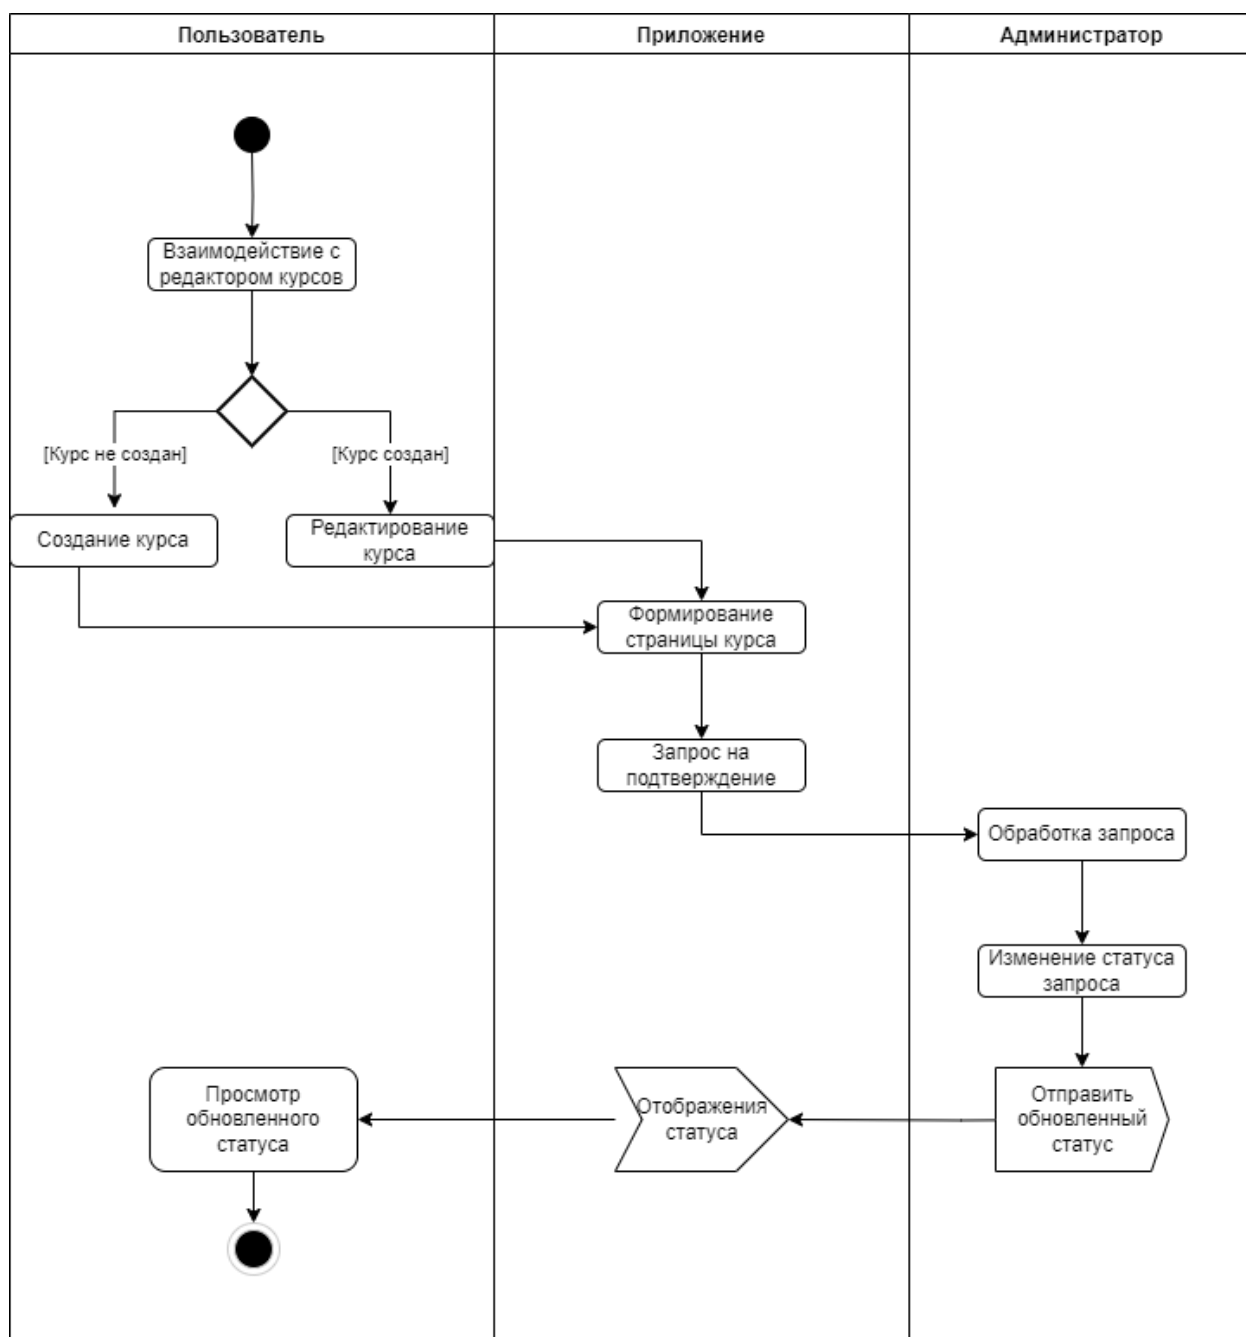 Пользователь
Приложение
Администратор
Взаимодействие с
редактором курсов
[Курс не создан]
[Курс создан]
Создание курса
Редактирование
курса
Формирование
страницы курса
Запрос на
подтверждение
Обработка запроса
Изменение статуса
запроса
Просмотр
обновленного
статуса
Отображения
статуса
Отправить
обновленный
статус